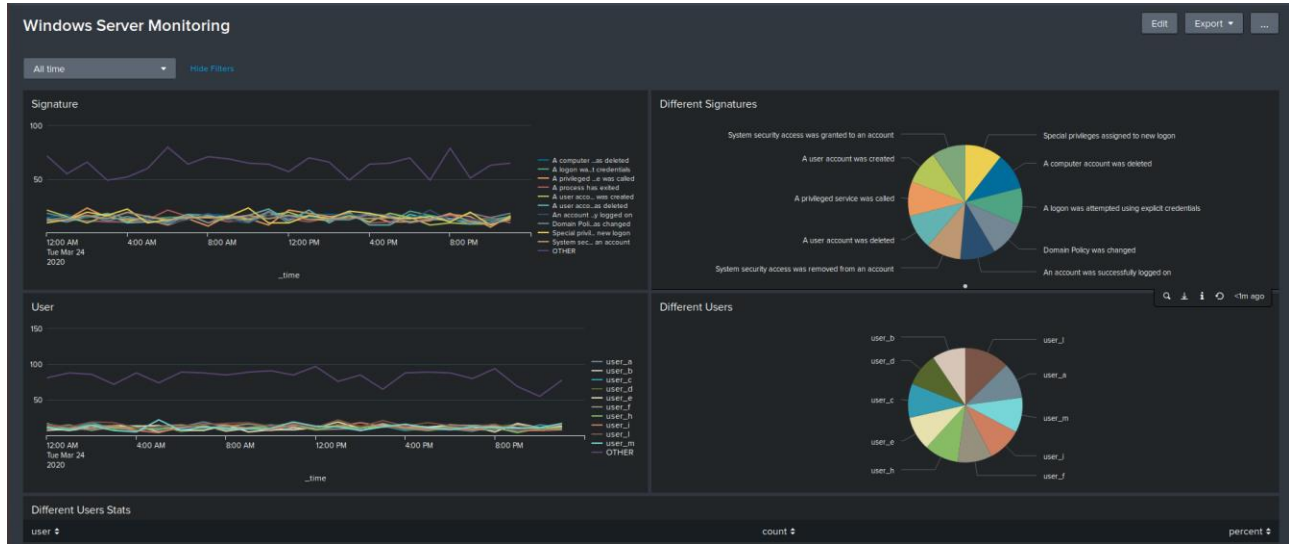 Windows Server Monitoring
Edit
Export
...
All time
Hide Filters
Signature
100
50
12:00 AM
Tue Mar 24
2020
4:00 AM
8:00 AM
12:00 PM
4:00 PM
8:00 PM
_time
A computer ...as deleted
A logon wa...t credentials
A privileged ...e was called
A process has exited
A user acco... was created
A user acco...as deleted
An account ...y logged on
Domain Poli...as changed
Special privil... new logon
System sec... an account
OTHER
Different Signatures
System security access was granted to an account
A user account was created
A privileged service was called
A user account was deleted
System security access was removed from an account
Special privileges assigned to new logon
A computer account was deleted
A logon was attempted using explicit credentials
Domain Policy was changed
An account was successfully logged on
User
150
100
50
12:00 AM
Tue Mar 24
2020
4:00 AM
8:00 AM
12:00 PM
4:00 PM
8:00 PM
_time
user_a
user_b
user_c
user_d
user_e
user_f
user_h
user_i
user_l
user_m
OTHER
Different Users
<1m ago
user_b
user_d
user_c
user_e
user_h
user_l
user_a
user_m
user_i
user_f
Different Users Stats
user
count
percent